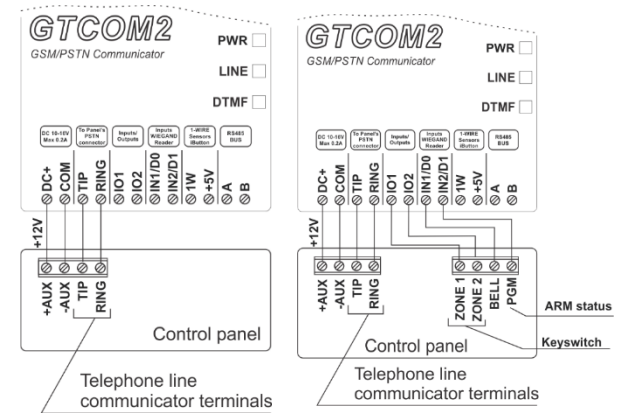 GTCOM2
GSM/PSTN Communicator
PWR
LINE
DTMF
DC 10-18V
Max 0.2A
To Panel's
PSTN
connector
Inputs/
Outputs
Inputs
WIEGAND
Reader
1-WIRE
Sensors
iButton
RS485
BUS
DC+
COM
TIP
RING
IO1
IO2
IN1/D0
IN2/D1
1W
+5V
A
B
+12V
+AUX
-AUX
TIP
RING
Control panel
Telephone line
communicator terminals
GTCOM2
GSM/PSTN Communicator
PWR
LINE
DTMF
DC 10-18V
Max 0.2A
To Panel's
PSTN
connector
Inputs/
Outputs
Inputs
WIEGAND
Reader
1-WIRE
Sensors
iButton
RS485
BUS
DC+
COM
TIP
RING
IO1
IO2
IN1/D0
IN2/D1
1W
+5V
A
B
+12V
+AUX
-AUX
TIP
RING
ZONE 1
ZONE 2
BELL
PGM
ARM status
Keyswitch
Control panel
Telephone line
communicator terminals